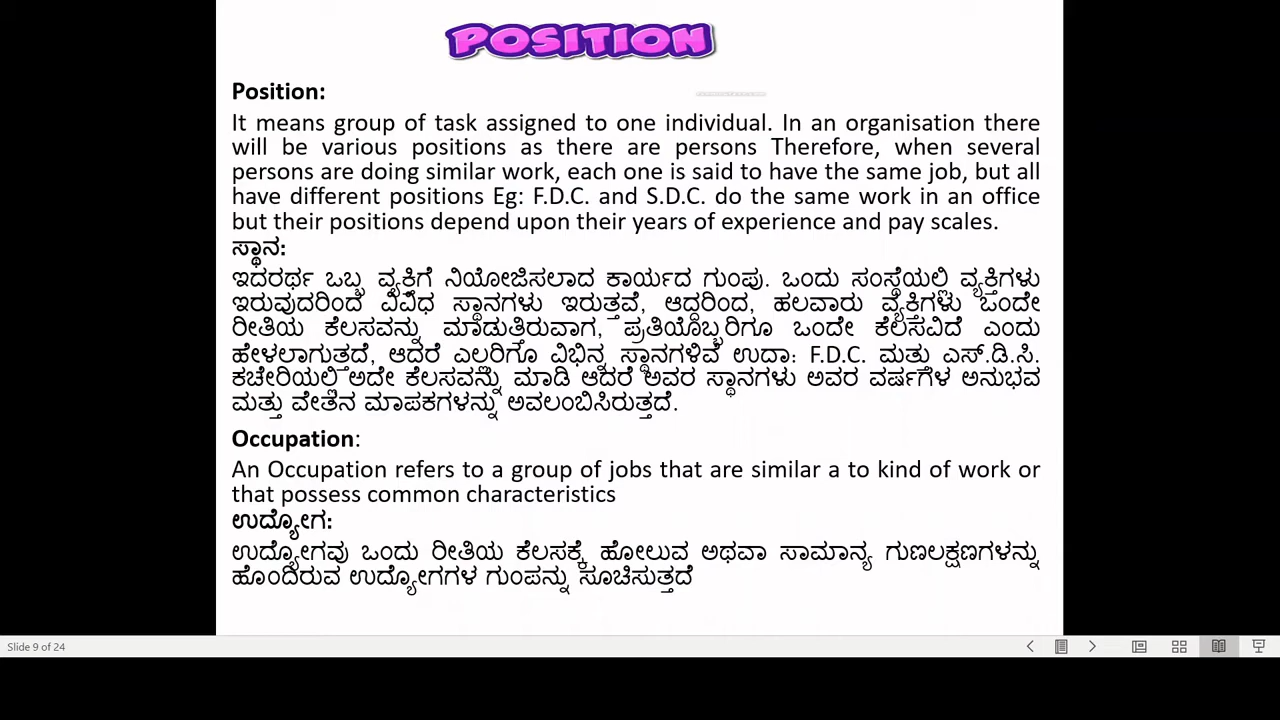 POSITION
Position:
It means group of task assigned to one individual. In an organisation there
will be various positions as there are persons Therefore, when several
persons are doing similar work, each one is said to have the same job, but all
have different positions Eg: F.D.C. and S.D.C. do the same work in an office
but their positions depend upon their years of experience and pay scales.
ಸ್ಥಾನ:
ಇದರರ್ಥ ಒಬ್ಬ ವ್ಯಕ್ತಿಗೆ ನಿಯೋಜಿಸಲಾದ ಕಾರ್ಯದ ಗುಂಪು. ಒಂದು ಸಂಸ್ಥೆಯಲ್ಲಿ ವ್ಯಕ್ತಿಗಳು
ಇರುವುದರಿಂದ ವಿವಿಧ ಸ್ಥಾನಗಳು ಇರುತ್ತವೆ, ಆದ್ದರಿಂದ, ಹಲವಾರು ವ್ಯಕ್ತಿಗಳು ಒಂದೇ
ರೀತಿಯ ಕೆಲಸವನ್ನು ಮಾಡುತ್ತಿರುವಾಗ, ಪ್ರತಿಯೊಬ್ಬರಿಗೂ ಒಂದೇ ಕೆಲಸವಿದೆ ಎಂದು
ಹೇಳಲಾಗುತ್ತದೆ, ಆದರೆ ಎಲ್ಲರಿಗೂ ವಿಭಿನ್ನ ಸ್ಥಾನಗಳಿವೆ ಉದಾ: F.D.C. ಮತ್ತು ಎಸ್.ಡಿ.ಸಿ.
ಕಚೇರಿಯಲ್ಲಿ ಅದೇ ಕೆಲಸವನ್ನು ಮಾಡಿ ಆದರೆ ಅವರ ಸ್ಥಾನಗಳು ಅವರ ವರ್ಷಗಳ ಅನುಭವ
ಮತ್ತು ವೇತನ ಮಾಪಕಗಳನ್ನು ಅವಲಂಬಿಸಿರುತ್ತದೆ.
Occupation:
An Occupation refers to a group of jobs that are similar a to kind of work or
that possess common characteristics
ಉದ್ಯೋಗ:
ಉದ್ಯೋಗವು ಒಂದು ರೀತಿಯ ಕೆಲಸಕ್ಕೆ ಹೋಲುವ ಅಥವಾ ಸಾಮಾನ್ಯ ಗುಣಲಕ್ಷಣಗಳನ್ನು
ಹೊಂದಿರುವ ಉದ್ಯೋಗಗಳ ಗುಂಪನ್ನು ಸೂಚಿಸುತ್ತದೆ
Slide 9 of 24